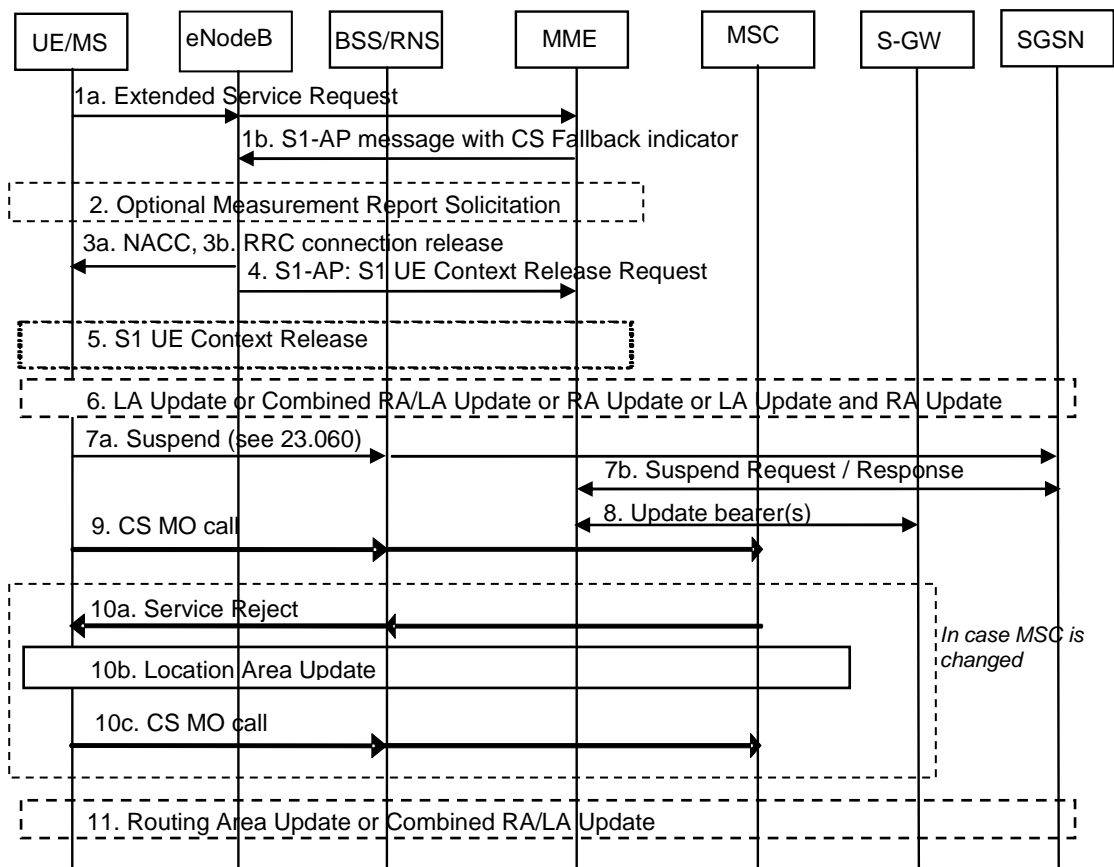 UE/MS
eNodeB
BSS/RNS
MME
MSC
S-GW
SGSN
1a. Extended Service Request
1b. S1-AP message with CS Fallback indicator
2. Optional Measurement Report Solicitation
3a. NACC, 3b. RRC connection release
4. S1-AP: S1 UE Context Release Request
5. S1 UE Context Release
6. LA Update or Combined RA/LA Update or RA Update or LA Update and RA Update
7a. Suspend (see 23.060)
7b. Suspend Request / Response
8. Update bearer(s)
9. CS MO call
10a. Service Reject
In case MSC is
changed
10b. Location Area Update
10c. CS MO call
11. Routing Area Update or Combined RA/LA Update